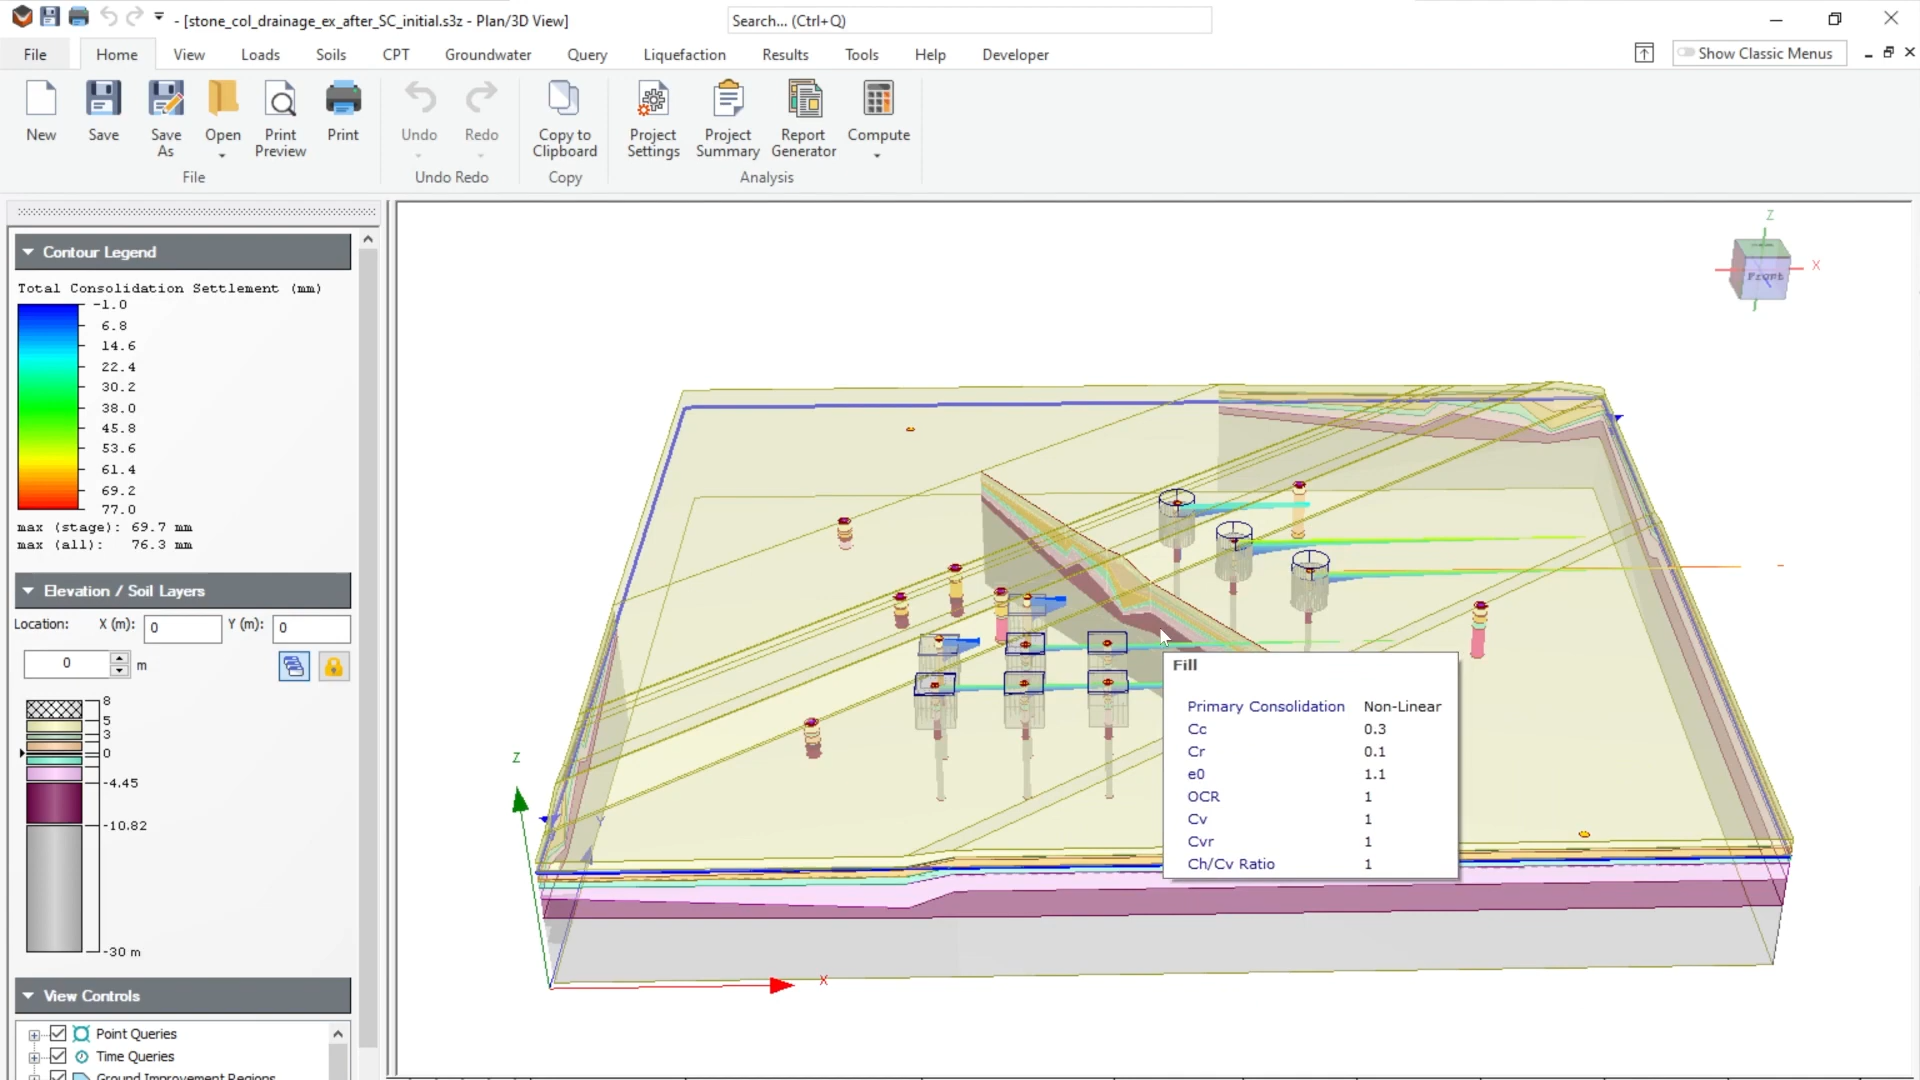 - [stone_col_drainage_ex_after_SC_initial.s3z - Plan/3D View]
Search... (Ctrl+Q)
File Home View Loads Soils CPT Groundwater Query Liquefaction Results Tools Help Developer
Show Classic Menus
New
Save
Save As
Open
Print Preview
Print
Undo
Redo
Copy to Clipboard
Project Settings
Project Summary
Report Generator
Compute
File
Undo Redo
Copy
Analysis
Contour Legend
Total Consolidation Settlement (mm)
-1.0
6.8
14.6
22.4
30.2
38.0
45.8
53.6
61.4
69.2
77.0
max (stage): 69.7 mm
max (all): 76.3 mm
Elevation / Soil Layers
Location: X (m): 0 Y (m): 0
0 m
8
5
3
0
-4.45
-10.82
-30 m
View Controls
Point Queries
Time Queries
Ground Improvement Regions
Z
X
Front
Z
Y
X
Fill
Primary Consolidation Non-Linear
Cc 0.3
Cr 0.1
e0 1.1
OCR 1
Cv 1
Cvr 1
Ch/Cv Ratio 1